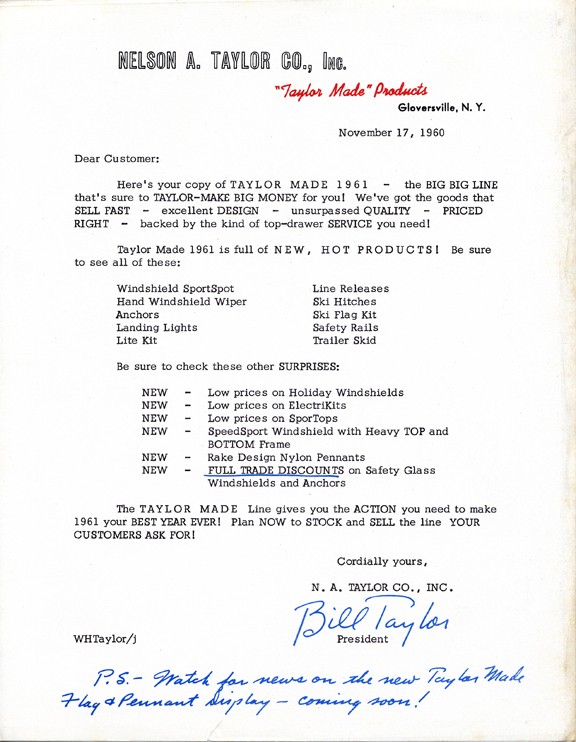 NELSON A. TAYLOR CO., INC.
"Taylor Made" Products
Gloversville, N. Y.
November 17, 1960
Dear Customer:
Here's your copy of TAYLOR MADE 1961 - the BIG BIG LINE
that's sure to TAYLOR-MAKE BIG MONEY for you! We've got the goods that
SELL FAST - excellent DESIGN - unsurpassed QUALITY - PRICED
RIGHT - backed by the kind of top-drawer SERVICE you need!
Taylor Made 1961 is full of NEW, HOT PRODUCTS! Be sure
to see all of these:
Windshield SportSpot
Hand Windshield Wiper
Anchors
Landing Lights
Lite Kit
Line Releases
Ski Hitches
Ski Flag Kit
Safety Rails
Trailer Skid
Be sure to check these other SURPRISES:
NEW - Low prices on Holiday Windshields
NEW - Low prices on ElectriKits
NEW - Low prices on SporTops
NEW - SpeedSport Windshield with Heavy TOP and
BOTTOM Frame
NEW - Rake Design Nylon Pennants
NEW - FULL TRADE DISCOUNTS on Safety Glass
Windshields and Anchors
The TAYLOR MADE Line gives you the ACTION you need to make
1961 your BEST YEAR EVER! Plan NOW to STOCK and SELL the line YOUR
CUSTOMERS ASK FOR!
Cordially yours,
N. A. TAYLOR CO., INC.
Bill Taylor
WHTaylor/j
President
P.S.- Watch for news on the new Taylor Made
Flag & Pennant Display - coming soon!